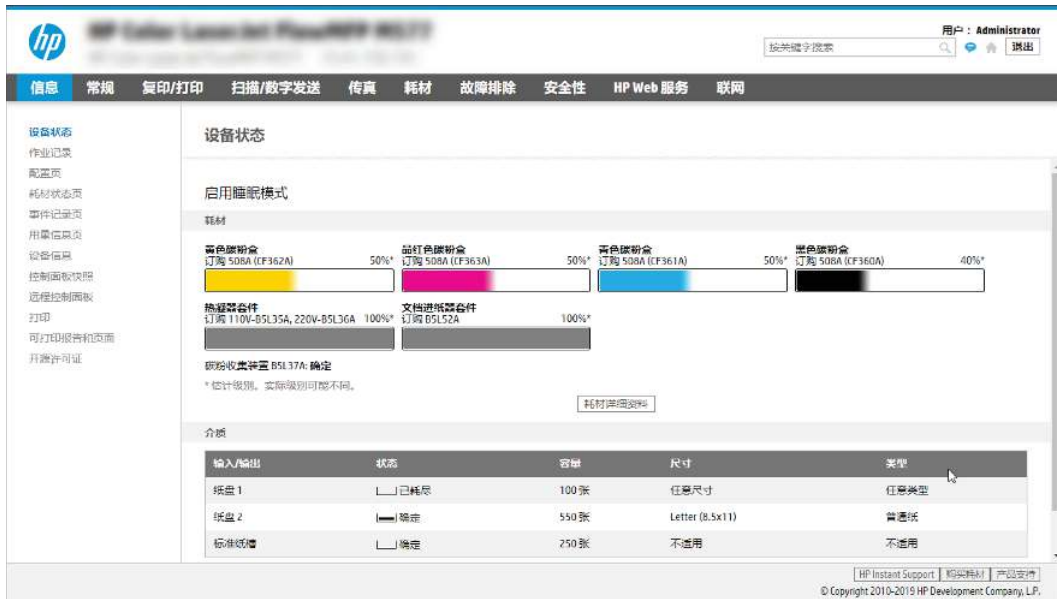 hp
用户：Administrator
按关键字搜索
退出
信息 常规 复印/打印 扫描/数字发送 传真 耗材 故障排除 安全性 HP Web 服务 联网
设备状态
作业记录
配置页
耗材状态页
事件记录页
用量信息页
设备信息
控制面板快照
远程控制面板
打印
可打印报告和页面
开源许可证
设备状态
启用睡眠模式
耗材
黄色碳粉盒 品红色碳粉盒 青色碳粉盒 黑色碳粉盒
订购 508A (CF362A) 50%* 订购 508A (CF363A) 50%* 订购 508A (CF361A) 50%* 订购 508A (CF360A) 40%*
热凝器套件 文档进纸器套件
订购 110V-B5L35A, 220V-B5L36A 100%* 订购 B5L52A 100%*
碳粉收集装置 B5L37A: 确定
* 估计级别。实际级别可能不同。
耗材详细资料
介质
输入/输出 状态 容量 尺寸 类型
纸盘 1 已耗尽 100 张 任意尺寸 任意类型
纸盘 2 确定 550 张 Letter (8.5x11) 普通纸
标准纸槽 确定 250 张 不适用 不适用
HP Instant Support 购买耗材 产品支持
© Copyright 2010-2019 HP Development Company, L.P.